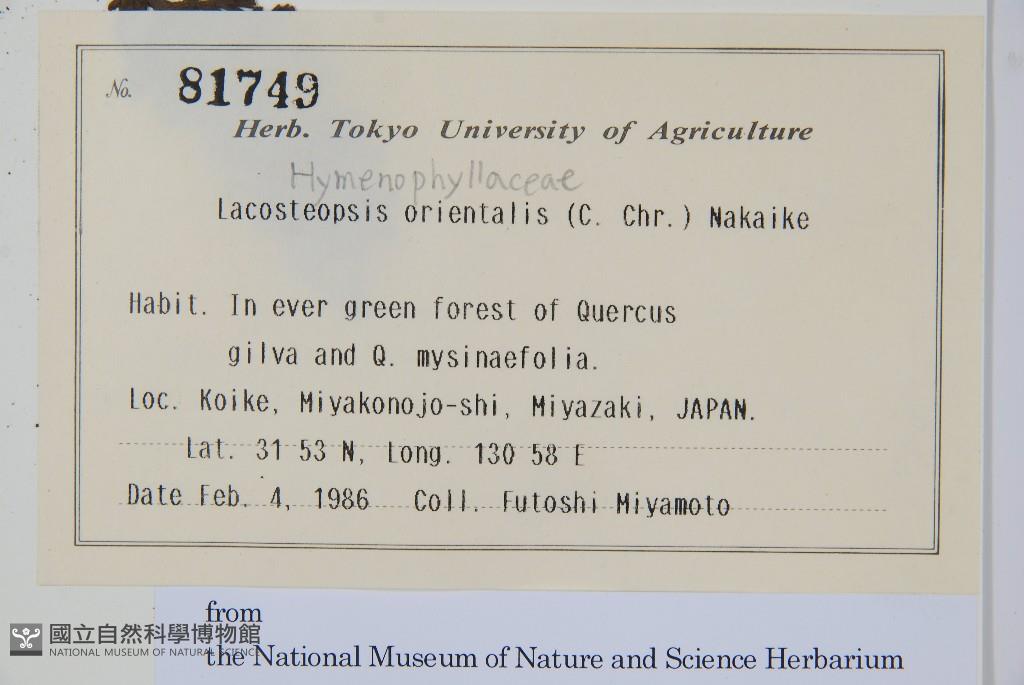 No. 81749
Herb. Tokyo University of Agriculture
Hymenophyllaceae
Lacosteopsis orientalis (C. Chr.) Nakaike
Habit. In ever green forest of Quercus
gilva and Q. mysinaefolia.
Loc. Koike, Miyakonojo-shi, Miyazaki, JAPAN.
Lat. 31 53 N, Long. 130 58 E
Date Feb. 4, 1986 Coll. Futoshi Miyamoto
from
the National Museum of Nature and Science Herbarium
國立自然科學博物館
NATIONAL MUSEUM OF NATURAL SCIENCE